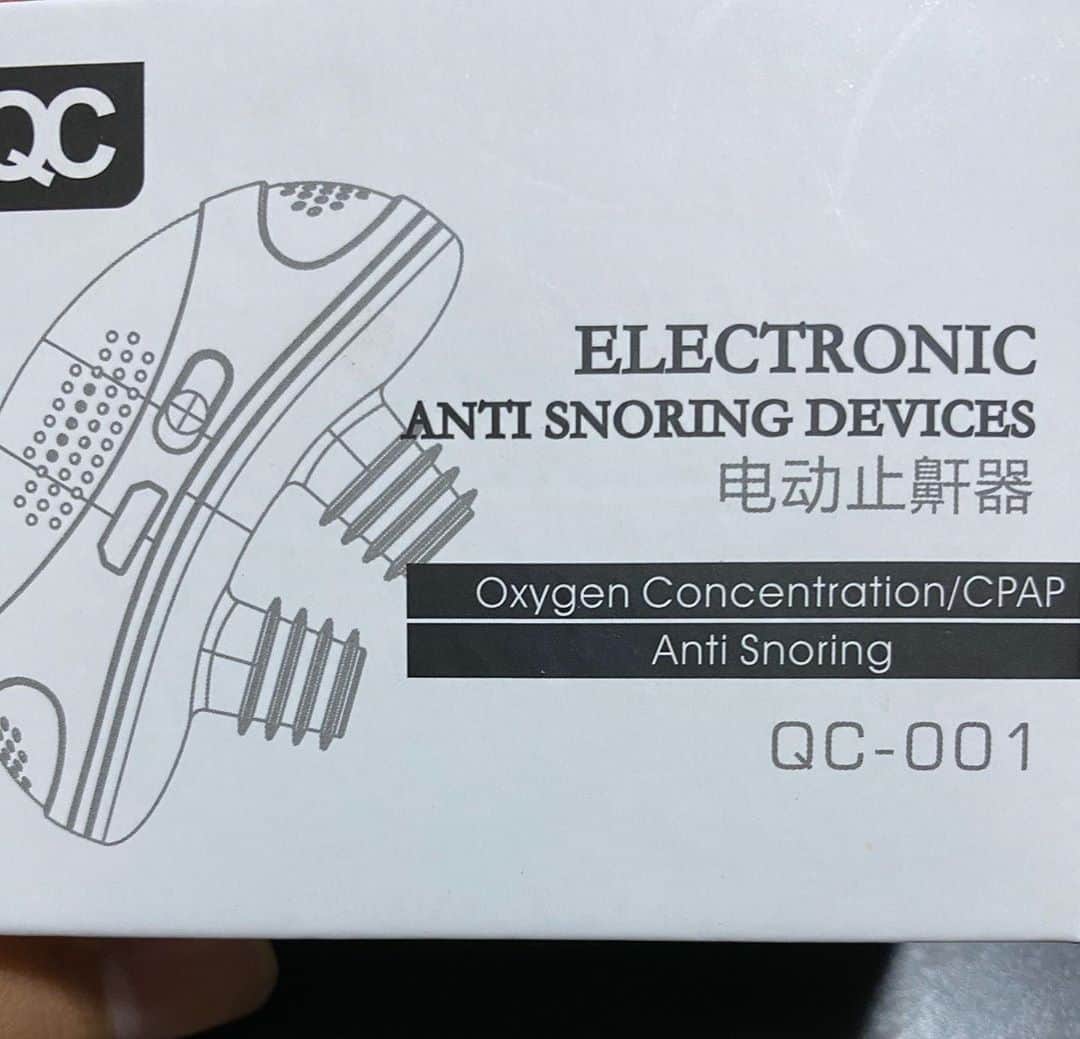 QC
ELECTRONIC
ANTI SNORING DEVICES
电动止鼾器
Oxygen Concentration/CPAP
Anti Snoring
QC-001